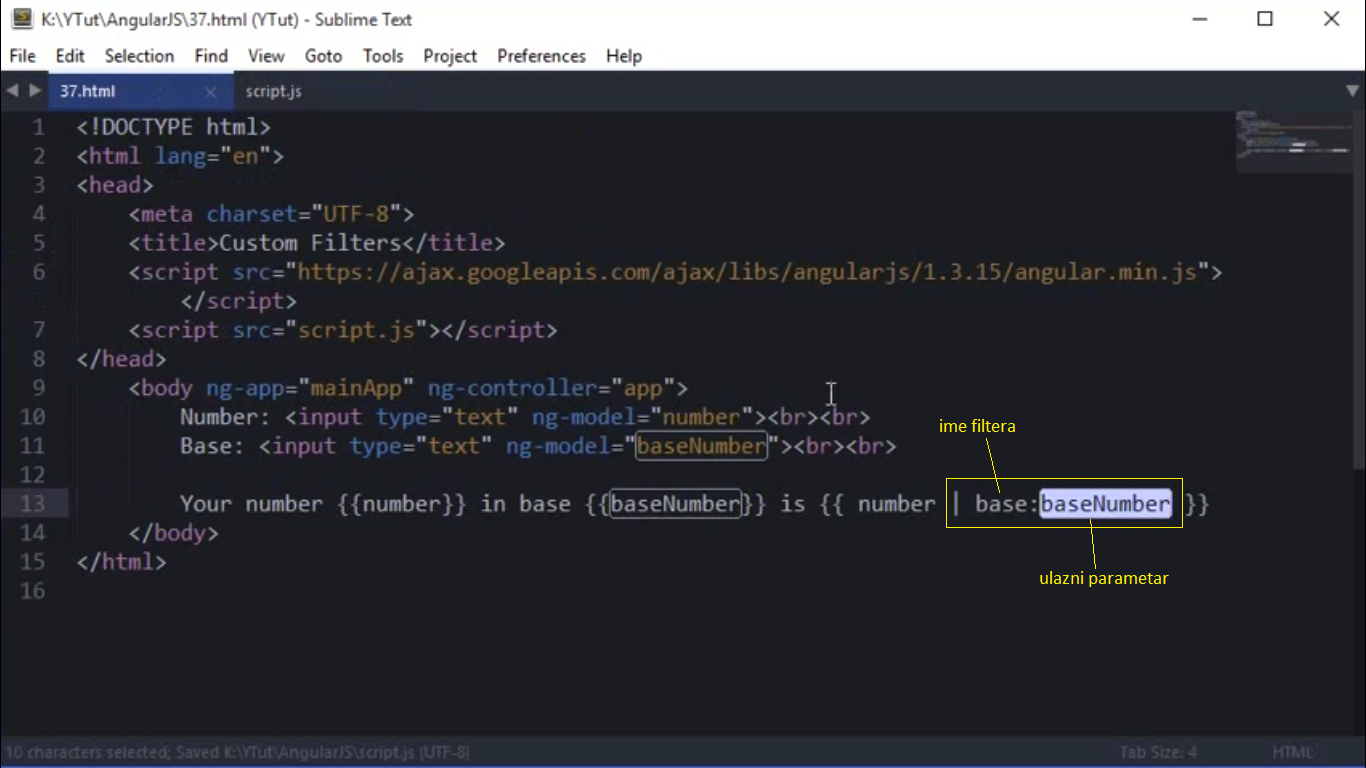 K:\YTut\AngularJS\37.html (YTut) - Sublime Text
File Edit Selection Find View Goto Tools Project Preferences Help
37.html × script.js
1 <!DOCTYPE html>
2 <html lang="en">
3 <head>
4 <meta charset="UTF-8">
5 <title>Custom Filters</title>
6 <script src="https://ajax.googleapis.com/ajax/libs/angularjs/1.3.15/angular.min.js">
</script>
7 <script src="script.js"></script>
8 </head>
9 <body ng-app="mainApp" ng-controller="app">
10 Number: <input type="text" ng-model="number"><br><br>
ime filtera
11 Base: <input type="text" ng-model="baseNumber"><br><br>
12
13 Your number {{number}} in base {{baseNumber}} is {{ number | base:baseNumber }}
14 </body>
15 </html>
ulazni parametar
16
10 characters selected; Saved K:\YTut\AngularJS\script.js (UTF-8) Tab Size: 4 HTML